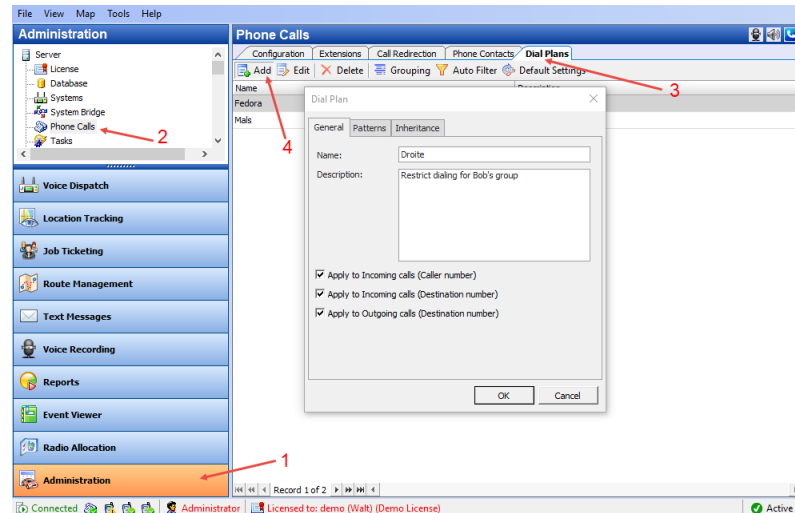 File View Map Tools Help
Administration
Server
License
Database
Systems
System Bridge
Phone Calls
Tasks
2
Voice Dispatch
Location Tracking
Job Ticketing
Route Management
Text Messages
Voice Recording
Reports
Event Viewer
Radio Allocation
Administration
1
Phone Calls
Configuration Extensions Call Redirection Phone Contacts Dial Plans
Add Edit Delete Grouping Auto Filter Default Settings
3
Name
Fedora
Mals
4
Dial Plan
General Patterns Inheritance
Name: Droite
Description: Restrict dialing for Bob's group
Apply to Incoming calls (Caller number)
Apply to Incoming calls (Destination number)
Apply to Outgoing calls (Destination number)
OK Cancel
Record 1 of 2
Connected Administrator Licensed to: demo (Walt) (Demo License) Active